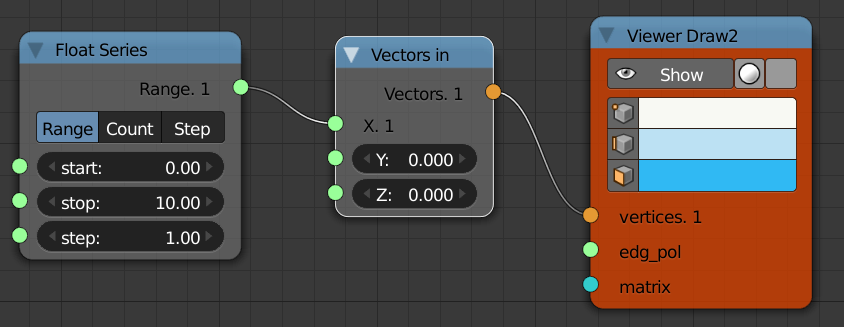 Float Series
Range. 1
Range Count Step
start: 0.00
stop: 10.00
step: 1.00
Vectors in
Vectors. 1
X. 1
Y: 0.000
Z: 0.000
Viewer Draw2
Show
vertices. 1
edg_pol
matrix